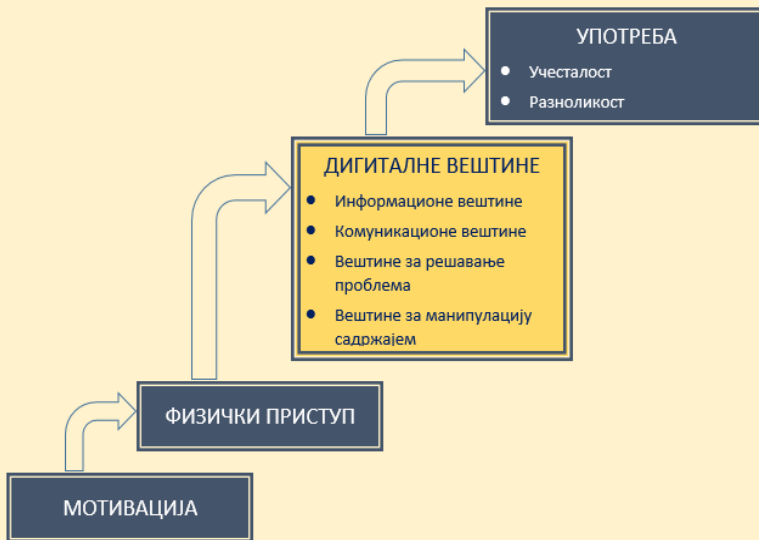 УПОТРЕБА
Учесталост
Разноликост
ДИГИТАЛНЕ ВЕШТИНЕ
Информационе вештине
Комуникационе вештине
Вештине за решавање
проблема
Вештине за манипулацију
садржајем
ФИЗИЧКИ ПРИСТУП
МОТИВАЦИЈА